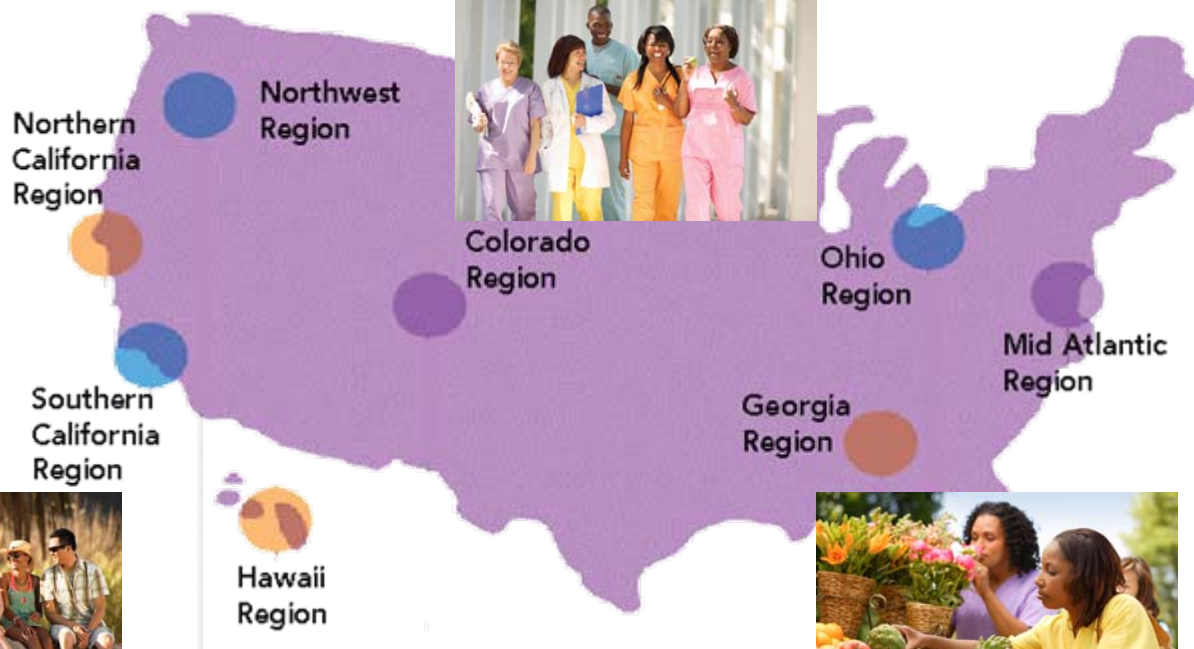 Northwest
Region
Northern
California
Region
Colorado
Region
Ohio
Region
Mid Atlantic
Region
Southern
California
Region
Georgia
Region
Hawaii
Region